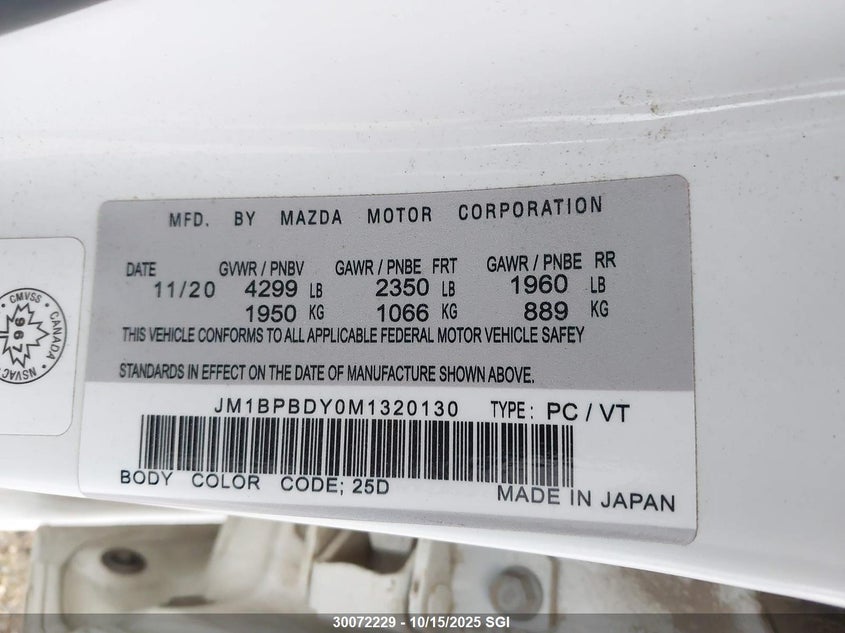 MFD. BY MAZDA MOTOR CORPORATION
DATE GVWR / PNBV GAWR / PNBE FRT GAWR / PNBE RR
11/20 4299 LB 2350 LB 1960 LB
1950 KG 1066 KG 889 KG
THIS VEHICLE CONFORMS TO ALL APPLICABLE FEDERAL MOTOR VEHICLE SAFEY
STANDARDS IN EFFECT ON THE DATE OF MANUFACTURE SHOWN ABOVE.
JM1BPBDY0M1320130 TYPE: PC / VT
BODY COLOR CODE; 25D
MADE IN JAPAN
CMVSS
CANADA
NSVAC
967
30072229 - 10/15/2025 SGI